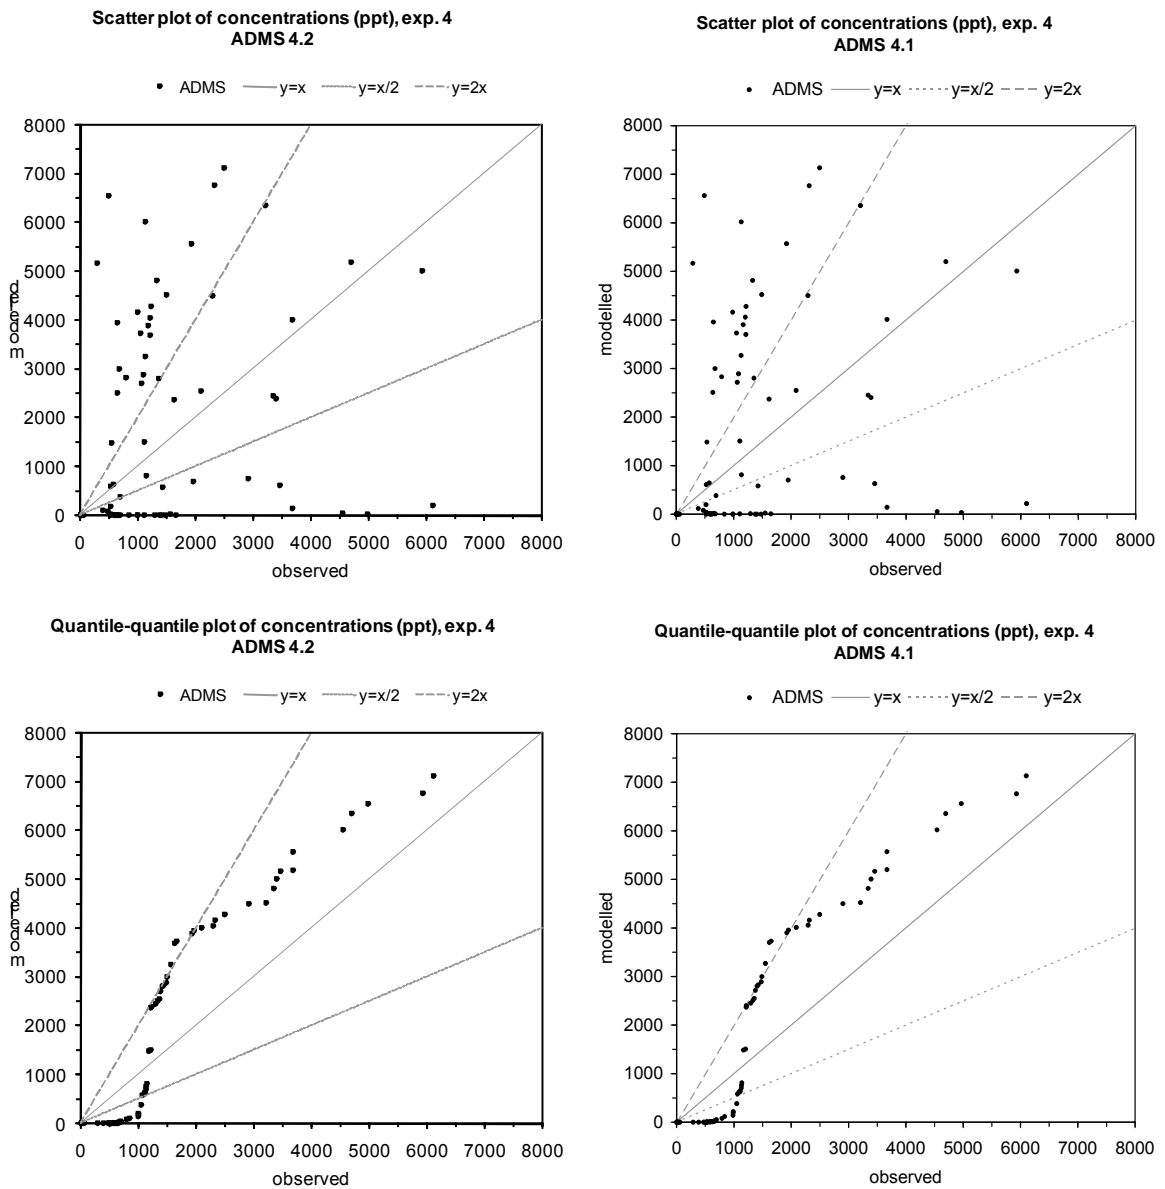 Scatter plot of concentrations (ppt), exp. 4
ADMS 4.2
ADMS y=x y=x/2 y=2x
8000
7000
6000
5000
4000
3000
2000
1000
0
modelled
0 1000 2000 3000 4000 5000 6000 7000 8000
observed
Scatter plot of concentrations (ppt), exp. 4
ADMS 4.1
ADMS y=x y=x/2 y=2x
8000
7000
6000
5000
4000
3000
2000
1000
0
modelled
0 1000 2000 3000 4000 5000 6000 7000 8000
observed
Quantile-quantile plot of concentrations (ppt), exp. 4
ADMS 4.2
ADMS y=x y=x/2 y=2x
8000
7000
6000
5000
4000
3000
2000
1000
0
modelled
0 1000 2000 3000 4000 5000 6000 7000 8000
observed
Quantile-quantile plot of concentrations (ppt), exp. 4
ADMS 4.1
ADMS y=x y=x/2 y=2x
8000
7000
6000
5000
4000
3000
2000
1000
0
modelled
0 1000 2000 3000 4000 5000 6000 7000 8000
observed